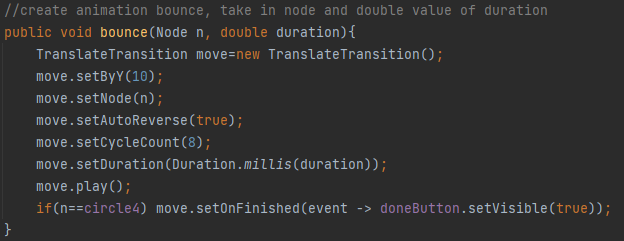 //create animation bounce, take in node and double value of duration
public void bounce(Node n, double duration){
    TranslateTransition move=new TranslateTransition();
    move.setByY(10);
    move.setNode(n);
    move.setAutoReverse(true);
    move.setCycleCount(8);
    move.setDuration(Duration.millis(duration));
    move.play();
    if(n==circle4) move.setOnFinished(event -> doneButton.setVisible(true));
}